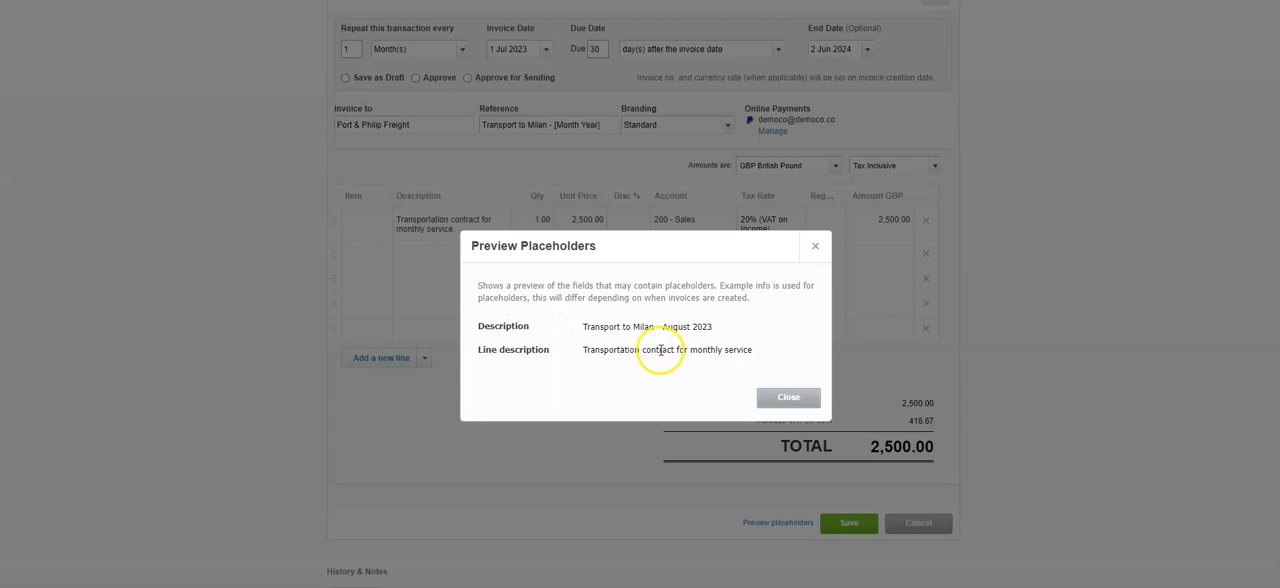 Repeat this transaction every Invoice Date Due Date End Date (Optional)
1 Month(s) 1 Jul 2023 Due 30 day(s) after the invoice date 2 Jun 2024
Save as Draft Approve Approve for Sending Invoice no. and currency rate (when applicable) will be set on invoice creation date.
Invoice to Reference Branding Online Payments
Port & Philip Freight Transport to Milan - [Month Year] Standard democo@democo.co
Manage
Amounts are: GBP British Pound Tax Inclusive
Item Description Qty Unit Price Disc % Account Tax Rate Reg... Amount GBP
Transportation contract for 1.00 2,500.00 200 - Sales 20% (VAT on 2,500.00
monthly service Income)
Preview Placeholders
Shows a preview of the fields that may contain placeholders. Example info is used for
placeholders, this will differ depending on when invoices are created.
Description Transport to Milan - August 2023
Line description Transportation contract for monthly service
Add a new line
Close
2,500.00
416.67
TOTAL 2,500.00
Preview placeholders Save Cancel
History & Notes